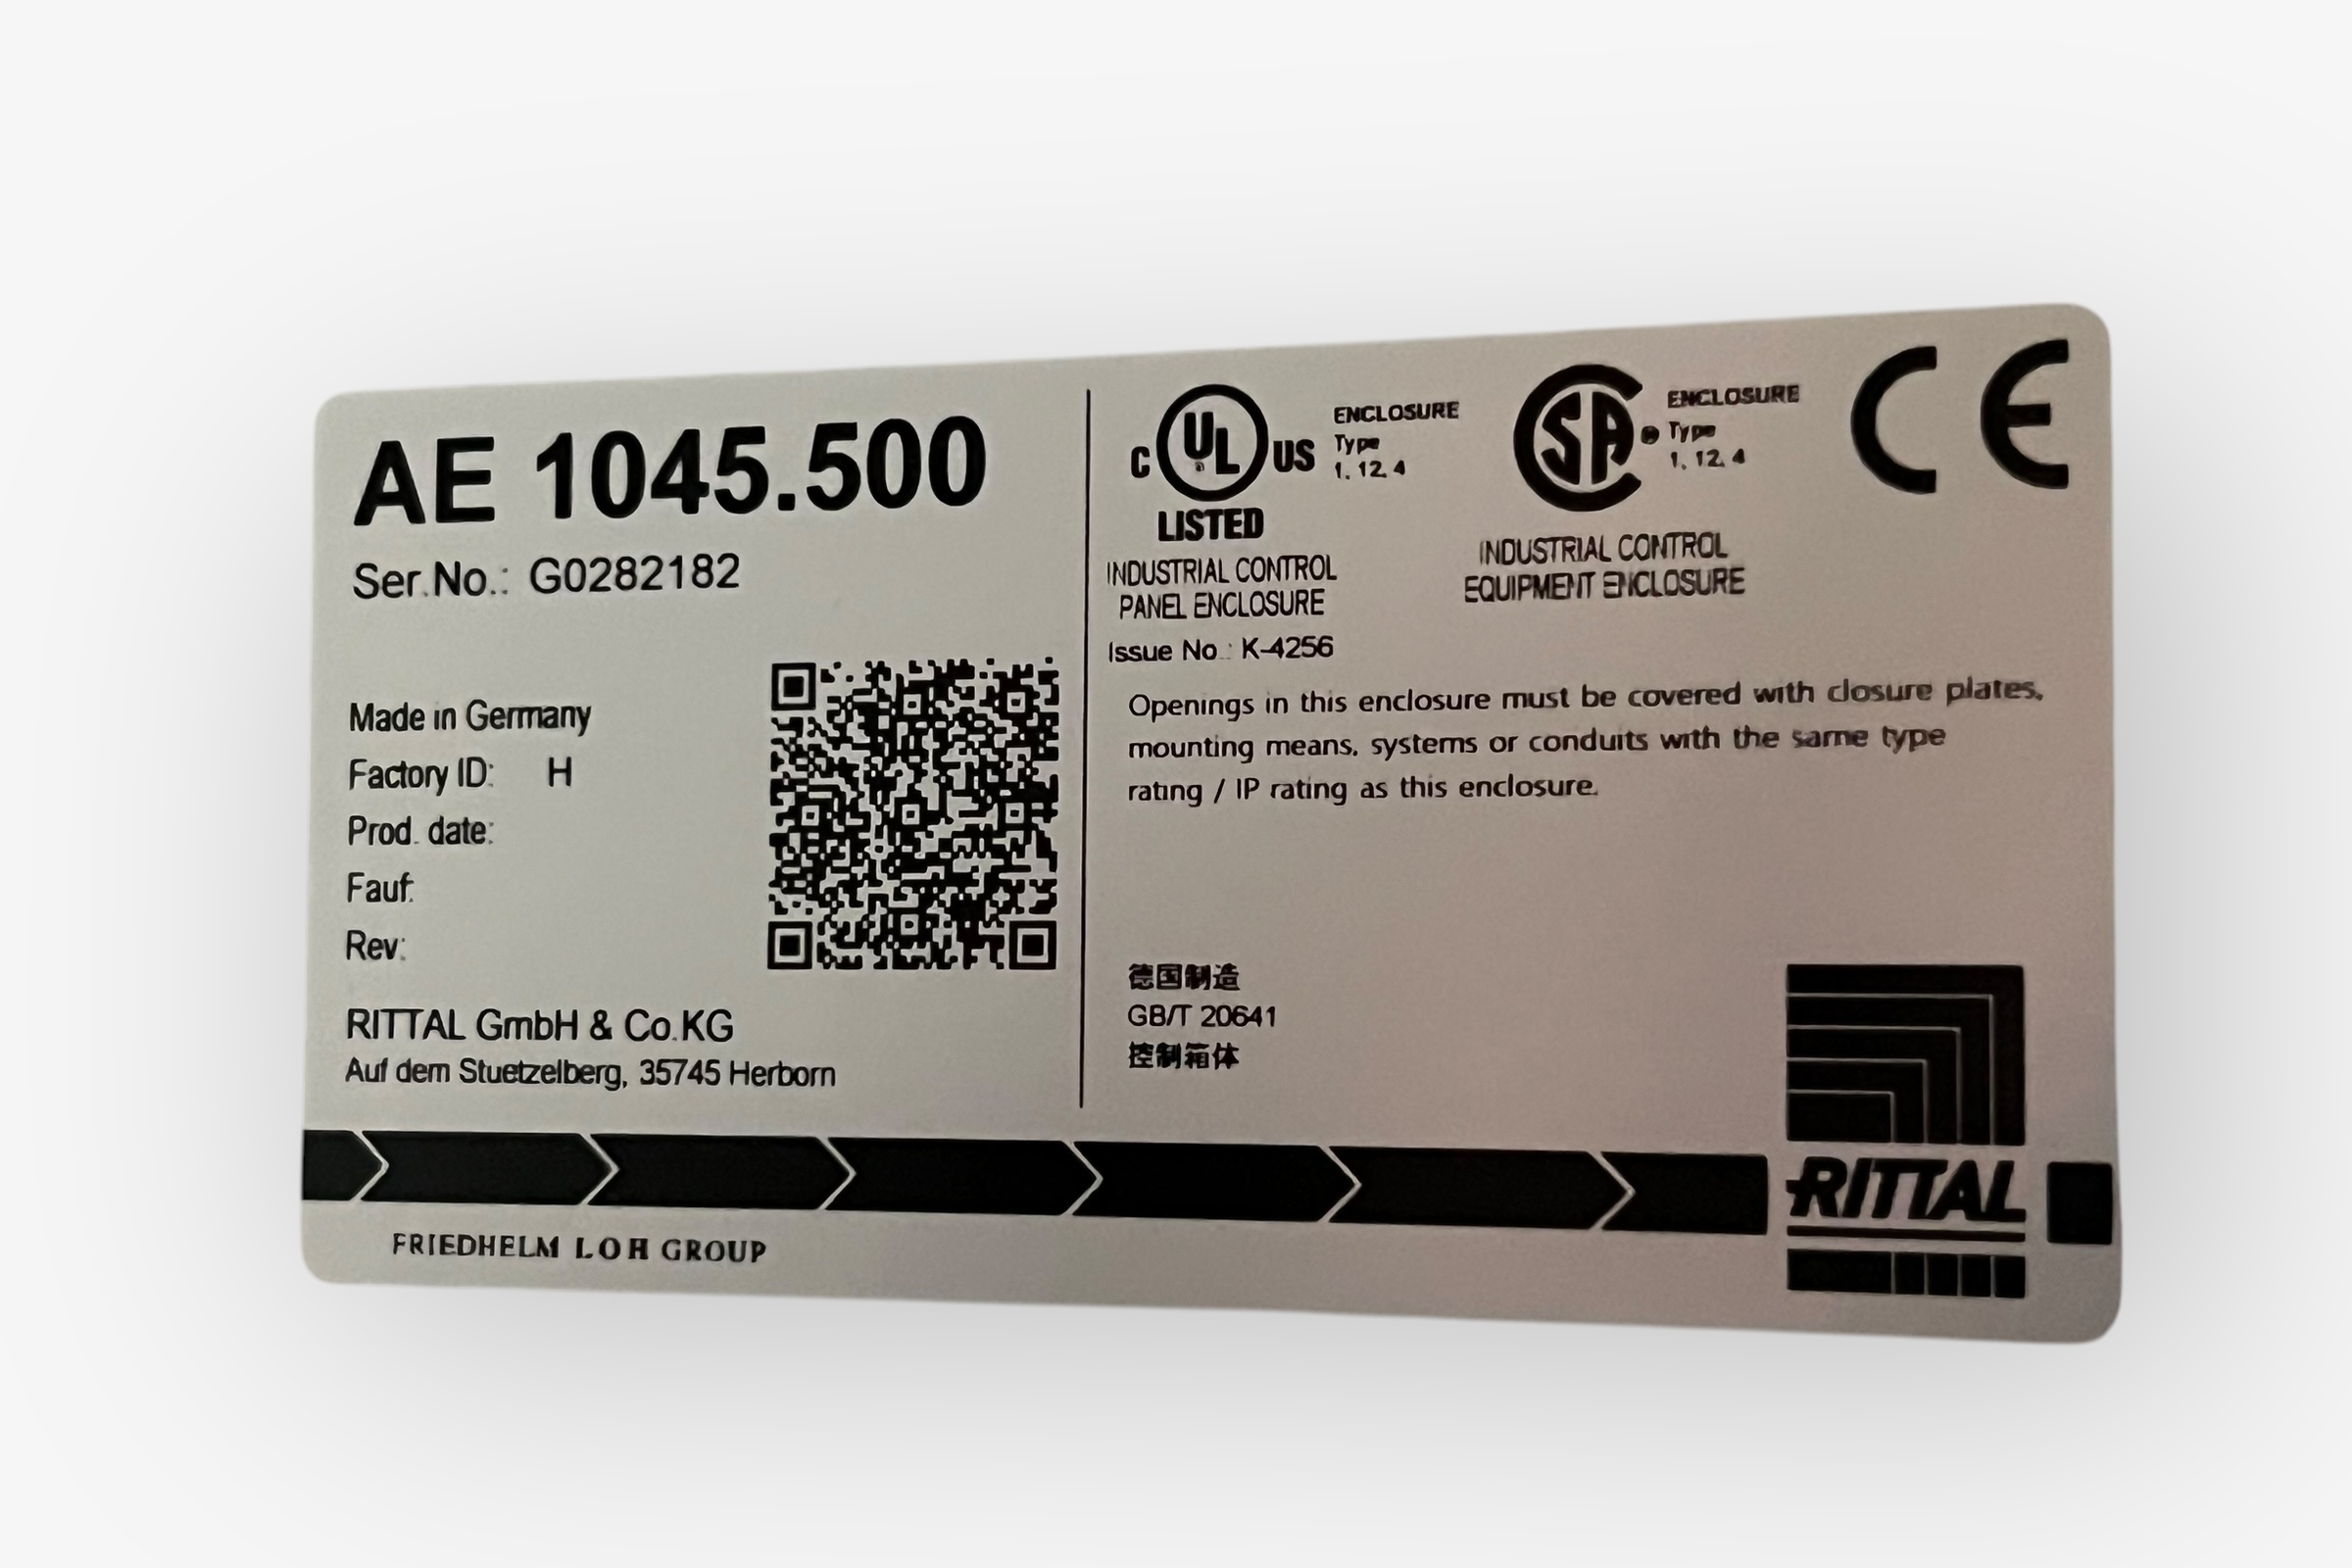 AE 1045.500
Ser.No.: G0282182
Made in Germany
Factory ID: H
Prod. date:
Fauf:
Rev:
RITTAL GmbH & Co.KG
Auf dem Stuetzelberg, 35745 Herborn
FRIEDHELM LOH GROUP
C UL® US
LISTED
ENCLOSURE
Type
1, 12, 4
INDUSTRIAL CONTROL
PANEL ENCLOSURE
Issue No.: K-4256
SA
ENCLOSURE
Type
1, 12, 4
INDUSTRIAL CONTROL
EQUIPMENT ENCLOSURE
CE
Openings in this enclosure must be covered with closure plates,
mounting means, systems or conduits with the same type
rating / IP rating as this enclosure.
德国制造
GB/T 20641
控制箱体
RITTAL